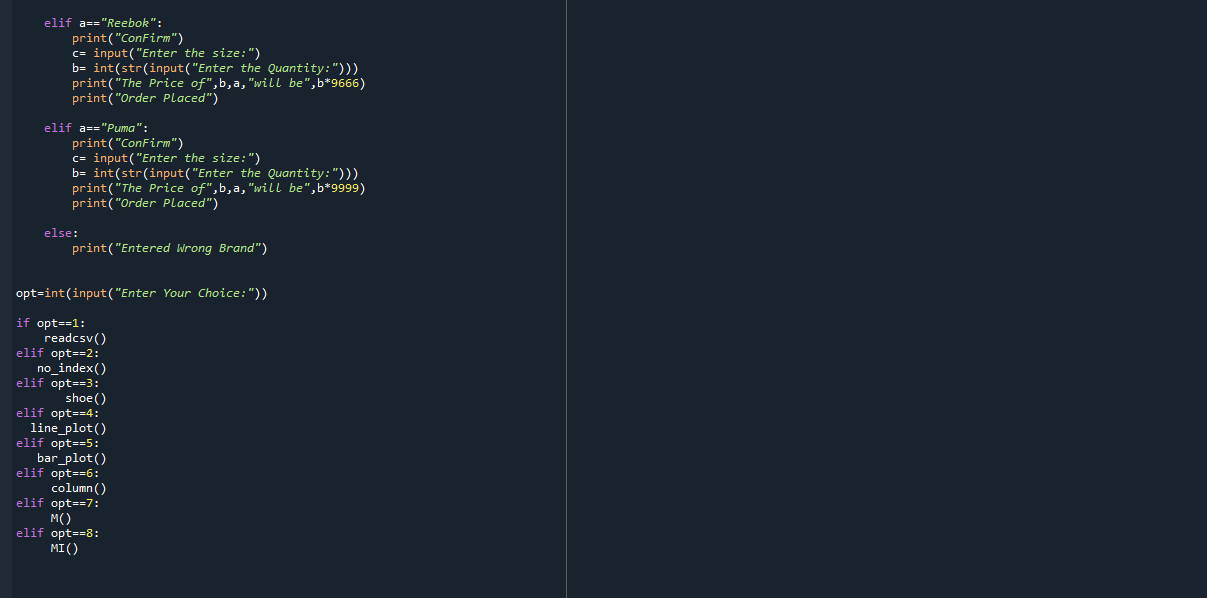 elif a=="Reebok":
        print("ConFirm")
        c= input("Enter the size:")
        b= int(str(input("Enter the Quantity:")))
        print("The Price of",b,a,"will be",b*9666)
        print("Order Placed")
    elif a=="Puma":
        print("ConFirm")
        c= input("Enter the size:")
        b= int(str(input("Enter the Quantity:")))
        print("The Price of",b,a,"will be",b*9999)
        print("Order Placed")
    else:
        print("Entered Wrong Brand")
opt=int(input("Enter Your Choice:"))
if opt==1:
    readcsv()
elif opt==2:
   no_index()
elif opt==3:
       shoe()
elif opt==4:
  line_plot()
elif opt==5:
   bar_plot()
elif opt==6:
     column()
elif opt==7:
     M()
elif opt==8:
     MI()